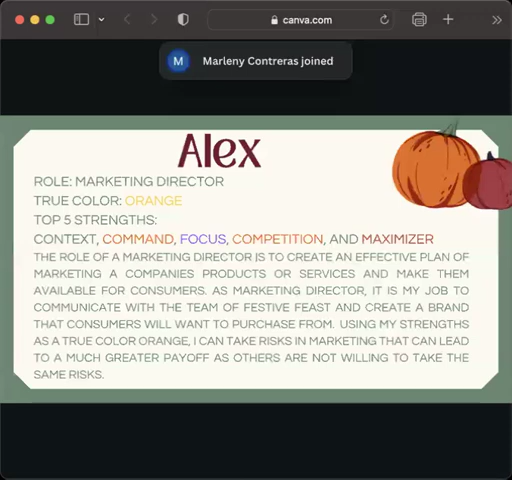 canva.com
M Marleny Contreras joined
Alex
ROLE: MARKETING DIRECTOR
TRUE COLOR: ORANGE
TOP 5 STRENGTHS:
CONTEXT, COMMAND, FOCUS, COMPETITION, AND MAXIMIZER
THE ROLE OF A MARKETING DIRECTOR IS TO CREATE AN EFFECTIVE PLAN OF
MARKETING A COMPANIES PRODUCTS OR SERVICES AND MAKE THEM
AVAILABLE FOR CONSUMERS. AS MARKETING DIRECTOR, IT IS MY JOB TO
COMMUNICATE WITH THE TEAM OF FESTIVE FEAST AND CREATE A BRAND
THAT CONSUMERS WILL WANT TO PURCHASE FROM. USING MY STRENGTHS
AS A TRUE COLOR ORANGE, I CAN TAKE RISKS IN MARKETING THAT CAN LEAD
TO A MUCH GREATER PAYOFF AS OTHERS ARE NOT WILLING TO TAKE THE
SAME RISKS.